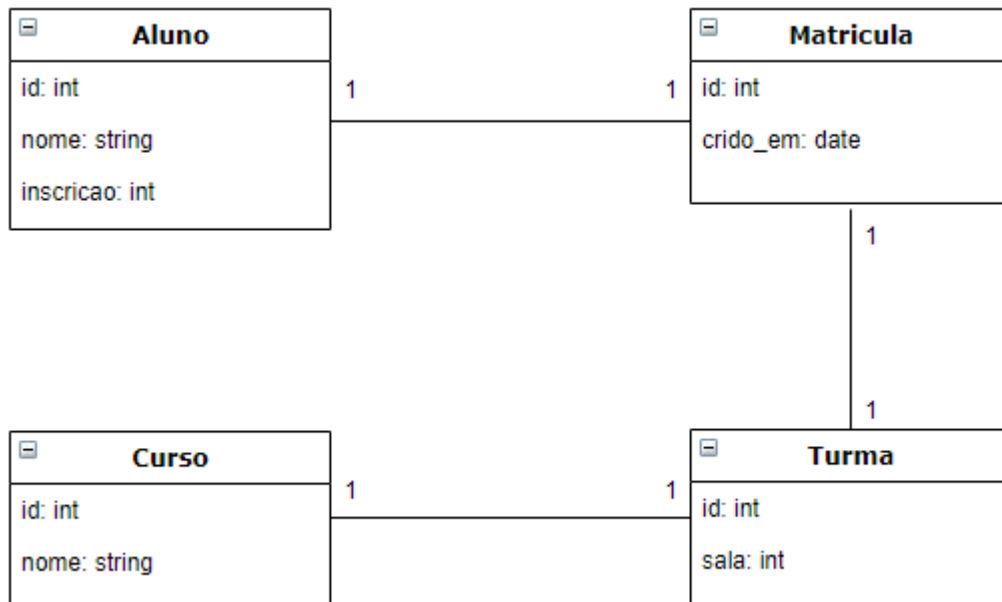 Aluno
id: int
nome: string
inscricao: int
1
1
Matricula
id: int
crido_em: date
1
1
Curso
id: int
nome: string
1
1
Turma
id: int
sala: int